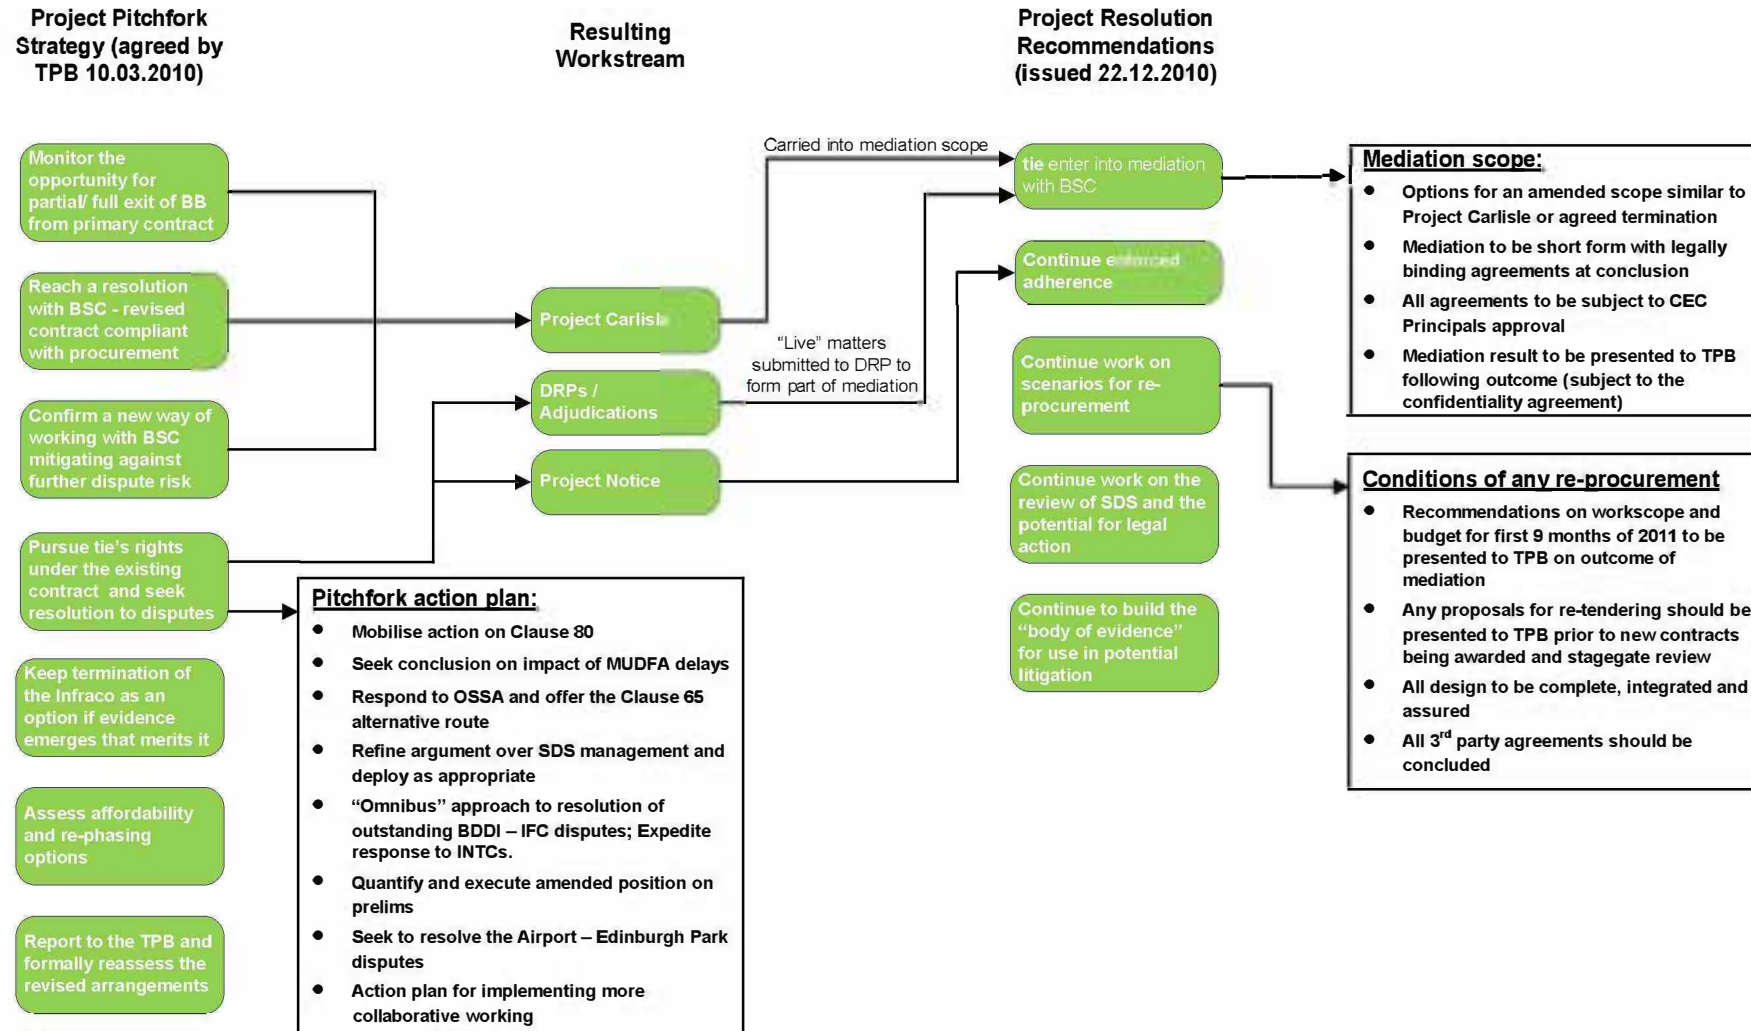 Project Pitchfork
Strategy (agreed by
TPB 10.03.2010)
Resulting
Workstream
Project Resolution
Recommendations
(issued 22.12.2010)
Monitor the
opportunity for
partial/ full exit of BB
from primary contract
Reach a resolution
with BSC - revised
contract compliant
with procurement
Confirm a new way of
working with BSC
mitigating against
further dispute risk
Pursue tie's rights
under the existing
contract and seek
resolution to disputes
Keep termination of
the Infraco as an
option if evidence
emerges that merits it
Assess affordability
and re-phasing
options
Report to the TPB and
formally reassess the
revised arrangements
Project Carlisle
DRPs /
Adjudications
Project Notice
Carried into mediation scope
"Live" matters
submitted to DRP to
form part of mediation
Pitchfork action plan:
● Mobilise action on Clause 80
● Seek conclusion on impact of MUDFA delays
● Respond to OSSA and offer the Clause 65
alternative route
● Refine argument over SDS management and
deploy as appropriate
● "Omnibus" approach to resolution of
outstanding BDDI – IFC disputes; Expedite
response to INTCs.
● Quantify and execute amended position on
prelims
● Seek to resolve the Airport – Edinburgh Park
disputes
● Action plan for implementing more
collaborative working
tie enter into mediation
with BSC
Continue enforced
adherence
Continue work on
scenarios for re-
procurement
Continue work on the
review of SDS and the
potential for legal
action
Continue to build the
"body of evidence"
for use in potential
litigation
Mediation scope:
● Options for an amended scope similar to
Project Carlisle or agreed termination
● Mediation to be short form with legally
binding agreements at conclusion
● All agreements to be subject to CEC
Principals approval
● Mediation result to be presented to TPB
following outcome (subject to the
confidentiality agreement)
Conditions of any re-procurement
● Recommendations on workscope and
budget for first 9 months of 2011 to be
presented to TPB on outcome of
mediation
● Any proposals for re-tendering should be
presented to TPB prior to new contracts
being awarded and stagegate review
● All design to be complete, integrated and
assured
● All 3rd party agreements should be
concluded